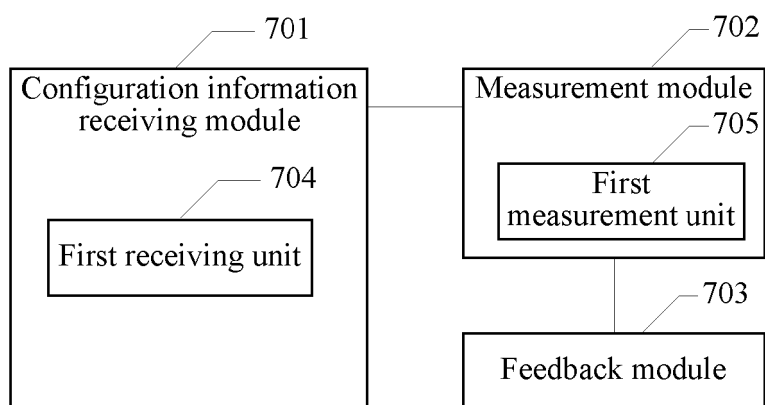 701
Configuration information
receiving module
704
First receiving unit
702
Measurement module
705
First
measurement unit
703
Feedback module